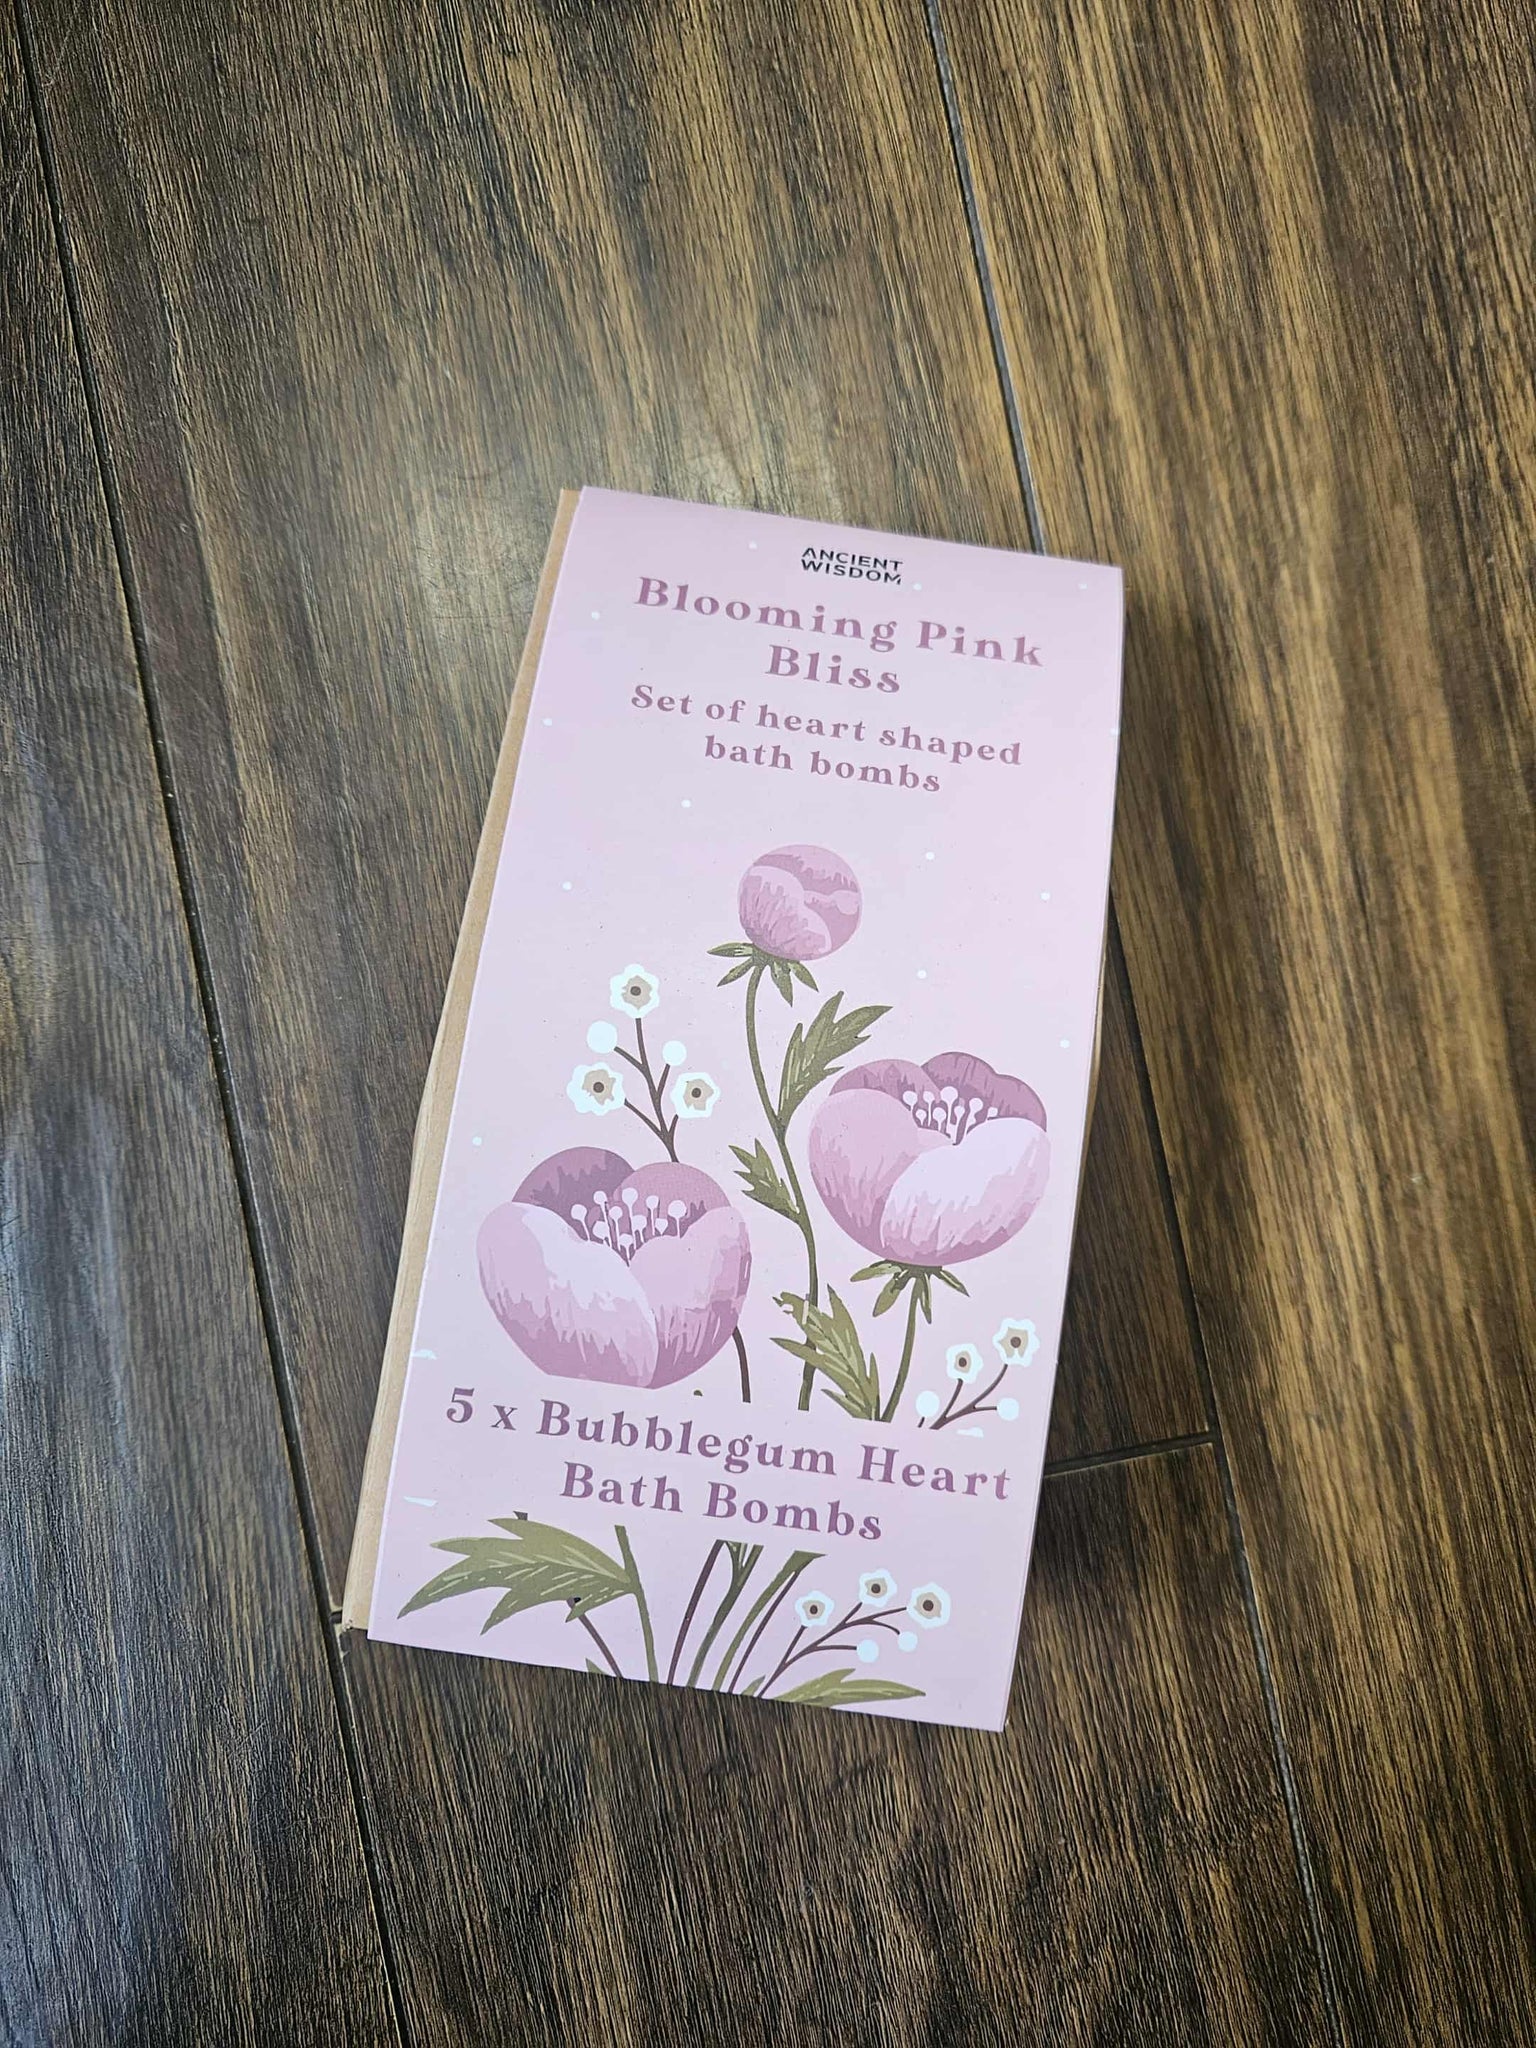 ANCIENT
WISDOM
Blooming Pink
Bliss
Set of heart shaped
bath bombs
5 x Bubblegum Heart
Bath Bombs